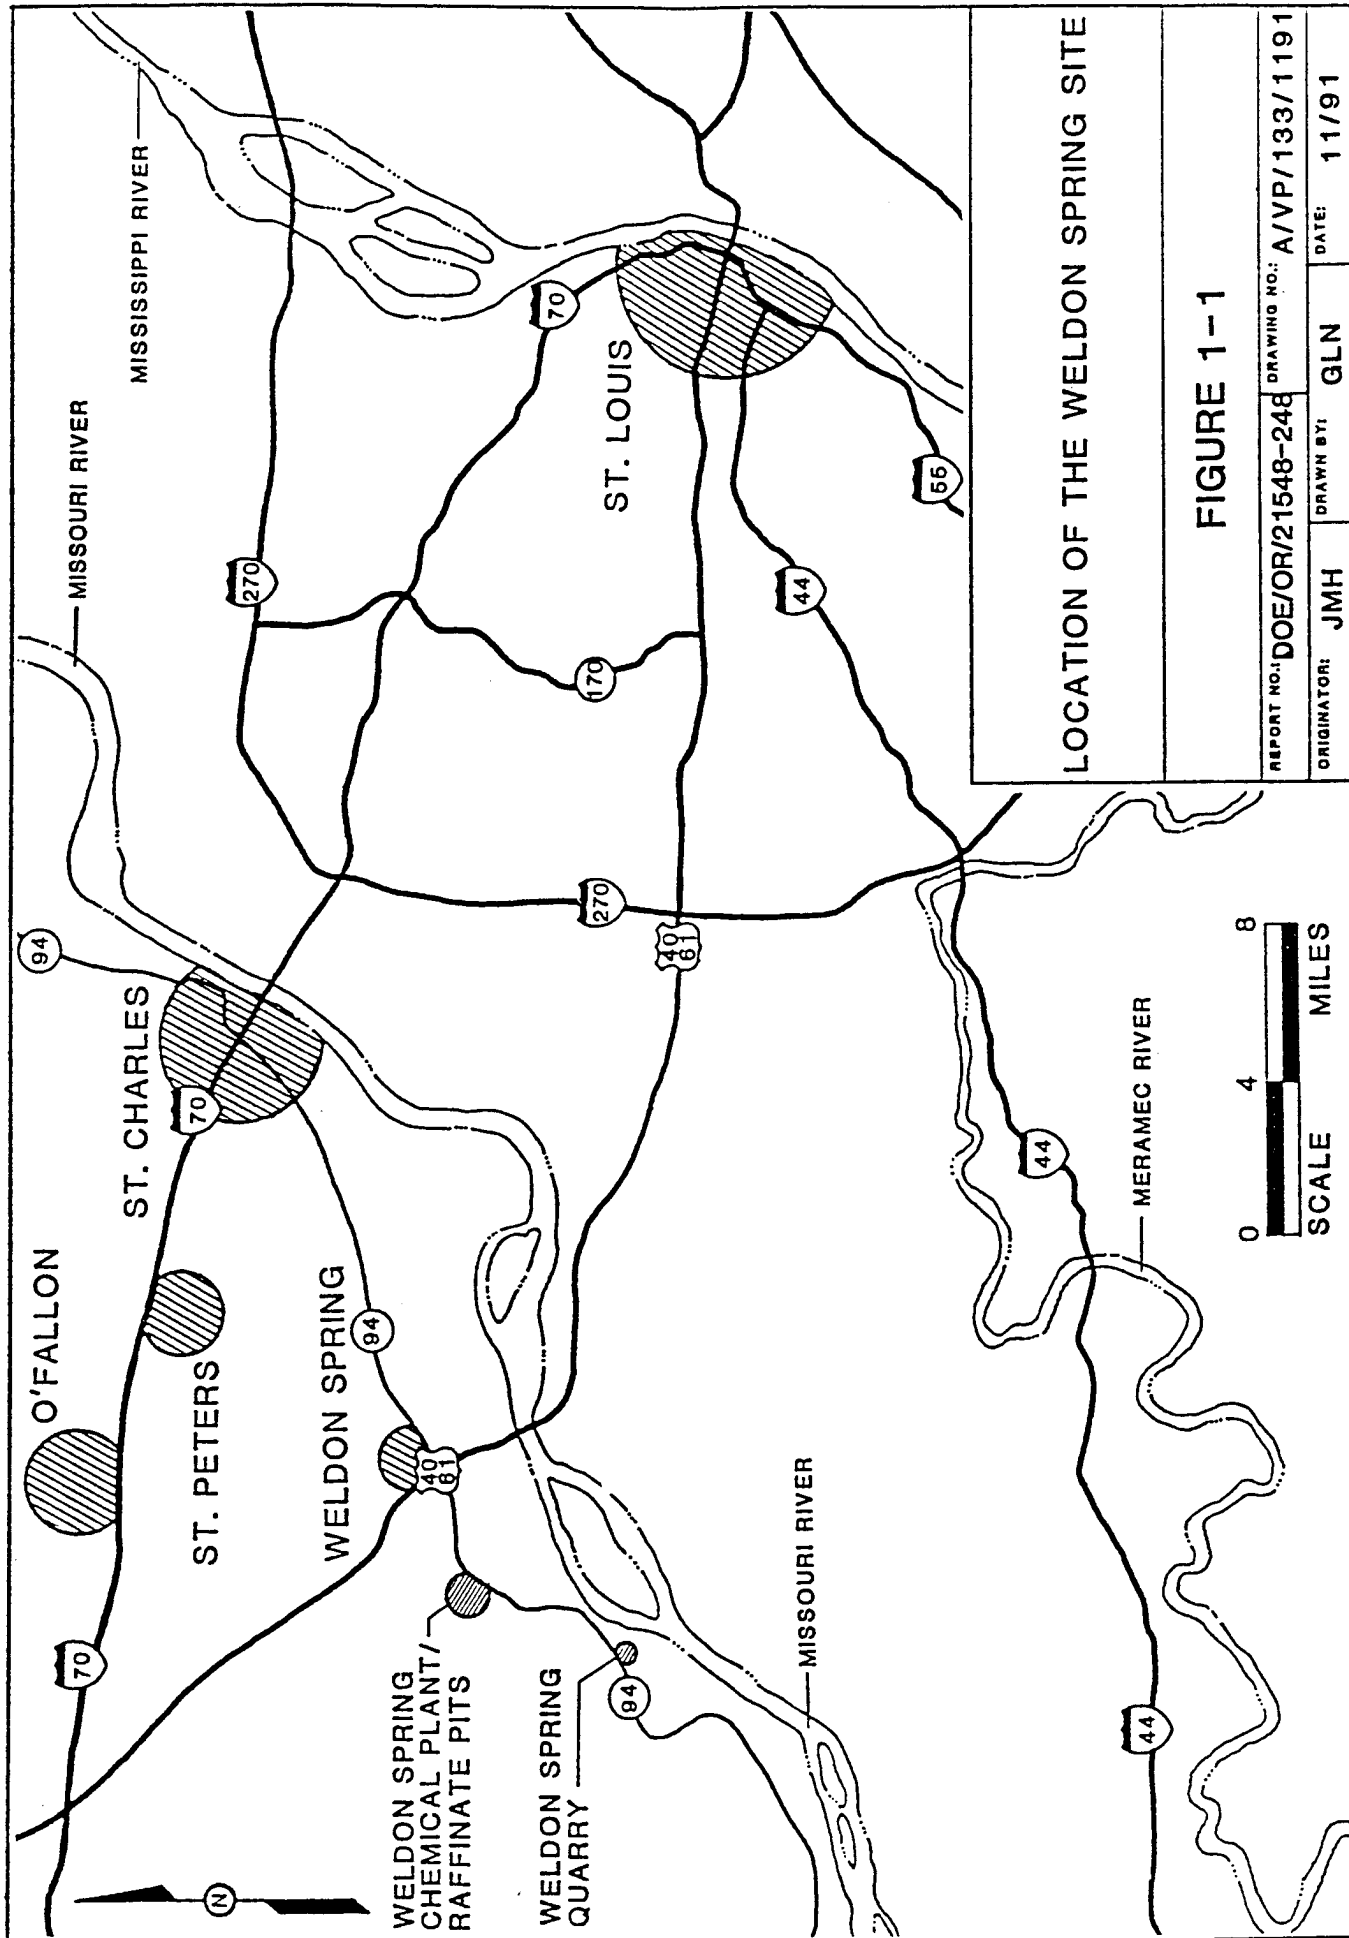 MISSISSIPPI RIVER
MISSOURI RIVER
94
270
ST. CHARLES
70
O'FALLON
70
ST. PETERS
WELDON SPRING
94
40
61
WELDON SPRING
CHEMICAL PLANT/
RAFFINATE PITS
WELDON SPRING
QUARRY
94
N
70
ST. LOUIS
170
270
40
61
44
55
MISSOURI RIVER
44
MERAMEC RIVER
44
0 4 8
SCALE MILES
LOCATION OF THE WELDON SPRING SITE
FIGURE 1-1
REPORT NO.: DOE/OR/21548-248
DRAWING NO.: A/VP/133/1191
ORIGINATOR: JMH
DRAWN BY: GLN
DATE: 11/91